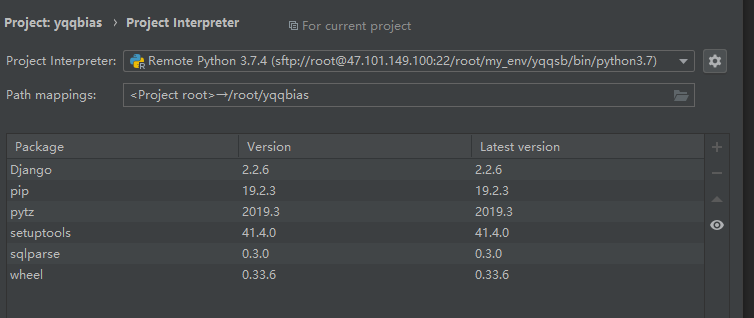 Project: yqqbias › Project Interpreter For current project
Project Interpreter: Remote Python 3.7.4 (sftp://root@47.101.149.100:22/root/my_env/yqqsb/bin/python3.7)
Path mappings: <Project root>→/root/yqqbias
Package Version Latest version
Django 2.2.6 2.2.6
pip 19.2.3 19.2.3
pytz 2019.3 2019.3
setuptools 41.4.0 41.4.0
sqlparse 0.3.0 0.3.0
wheel 0.33.6 0.33.6